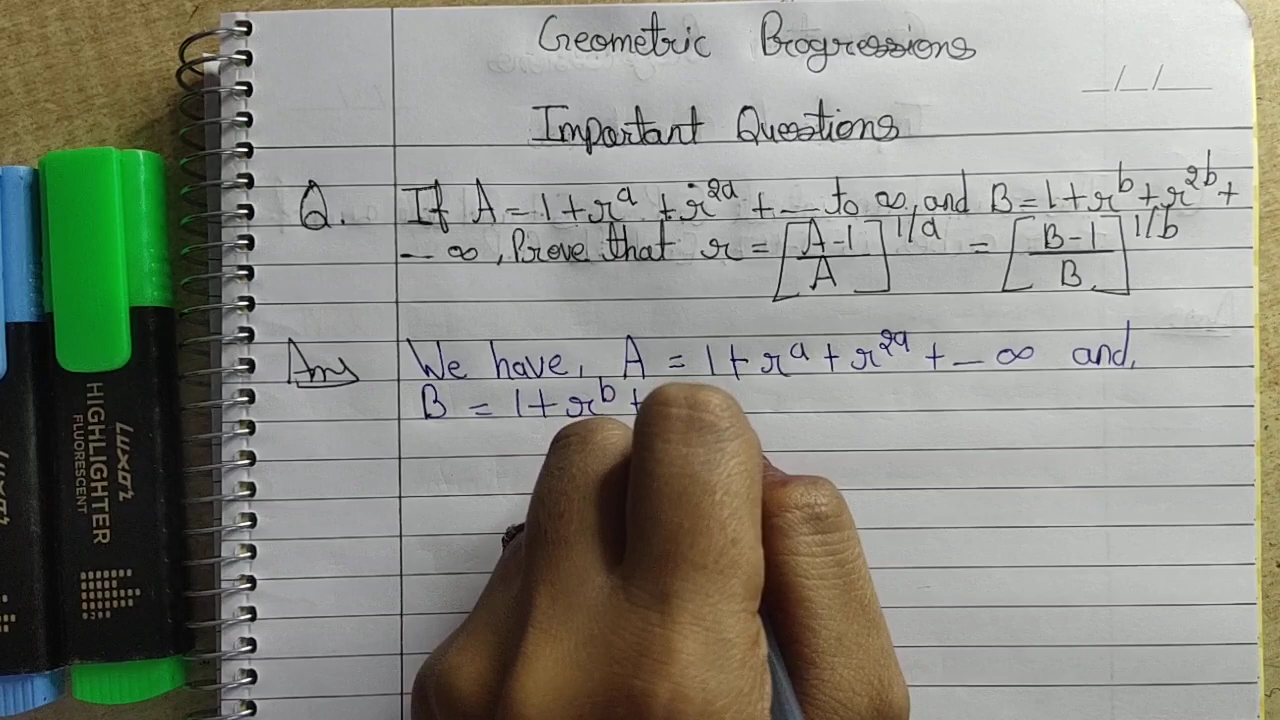 Geometric Progressions
_/_/__
Important Questions
Q. If A = 1 + r^a + r^2a + _ _ to ∞, and B = 1 + r^b + r^2b +
_ ∞, Prove that r = [A-1/A]^1/a = [B-1/B]^1/b
Ans We have, A = 1 + r^a + r^2a + _ ∞ and,
B = 1 + r^b +
LUXOR
HIGHLIGHTER
FLUORESCENT